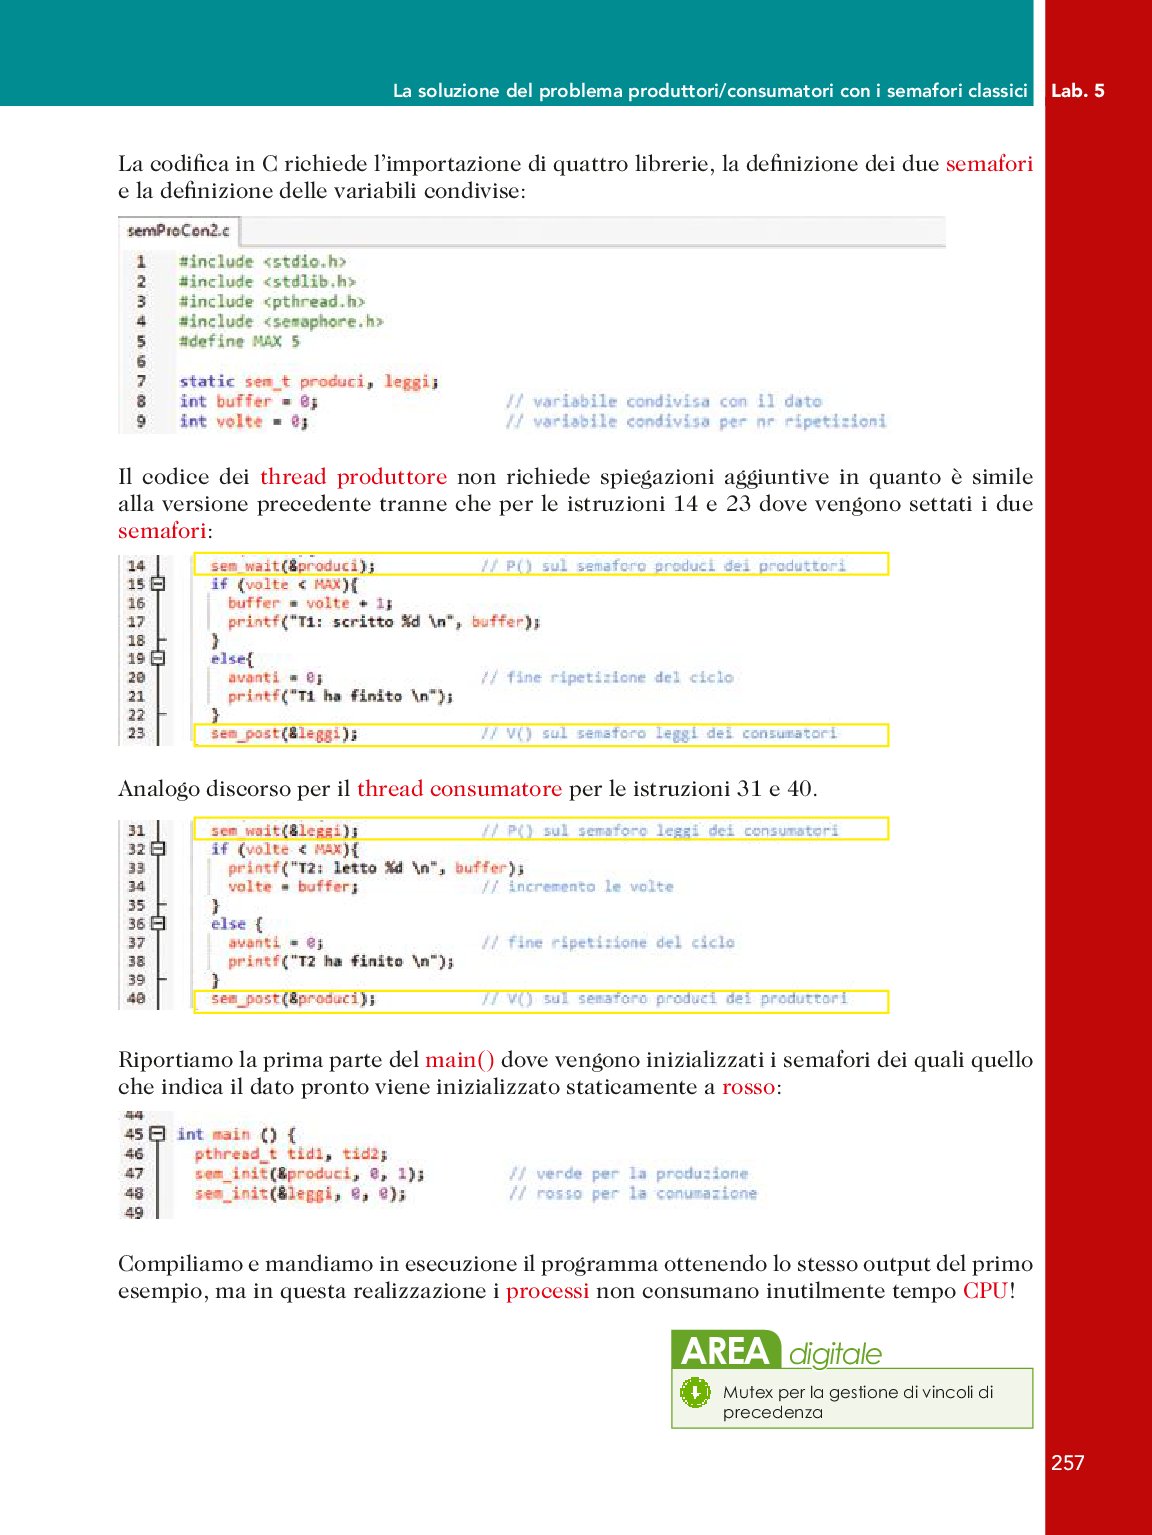 La soluzione del problema produttori/consumatori con i semafori classici Lab. 5
La codifica in C richiede l'importazione di quattro librerie, la definizione dei due semafori
e la definizione delle variabili condivise:
semProCon2.c
1 #include <stdio.h>
2 #include <stdlib.h>
3 #include <pthread.h>
4 #include <semaphore.h>
5 #define MAX 5
6
7 static sem_t produci, leggi;
8 int buffer = 0; // variabile condivisa con il dato
9 int volte = 0; // variabile condivisa per nr ripetizioni
Il codice dei thread produttore non richiede spiegazioni aggiuntive in quanto è simile
alla versione precedente tranne che per le istruzioni 14 e 23 dove vengono settati i due
semafori:
14 sem_wait(&produci); // P() sul semaforo produci dei produttori
15 if (volte < MAX){
16 buffer = volte + 1;
17 printf("T1: scritto %d \n", buffer);
18 }
19 else{
20 avanti = 0; // fine ripetizione del ciclo
21 printf("T1 ha finito \n");
22 }
23 sem_post(&leggi); // V() sul semaforo leggi dei consumatori
Analogo discorso per il thread consumatore per le istruzioni 31 e 40.
31 sem_wait(&leggi); // P() sul semaforo leggi dei consumatori
32 if (volte < MAX){
33 printf("T2: letto %d \n", buffer);
34 volte = buffer; // incremento le volte
35 }
36 else {
37 avanti = 0; // fine ripetizione del ciclo
38 printf("T2 ha finito \n");
39 }
40 sem_post(&produci); // V() sul semaforo produci dei produttori
Riportiamo la prima parte del main() dove vengono inizializzati i semafori dei quali quello
che indica il dato pronto viene inizializzato staticamente a rosso:
44
45 int main () {
46 pthread_t tid1, tid2;
47 sem_init(&produci, 0, 1); // verde per la produzione
48 sem_init(&leggi, 0, 0); // rosso per la conumazione
49
Compiliamo e mandiamo in esecuzione il programma ottenendo lo stesso output del primo
esempio, ma in questa realizzazione i processi non consumano inutilmente tempo CPU!
AREA digitale
Mutex per la gestione di vincoli di
precedenza
257